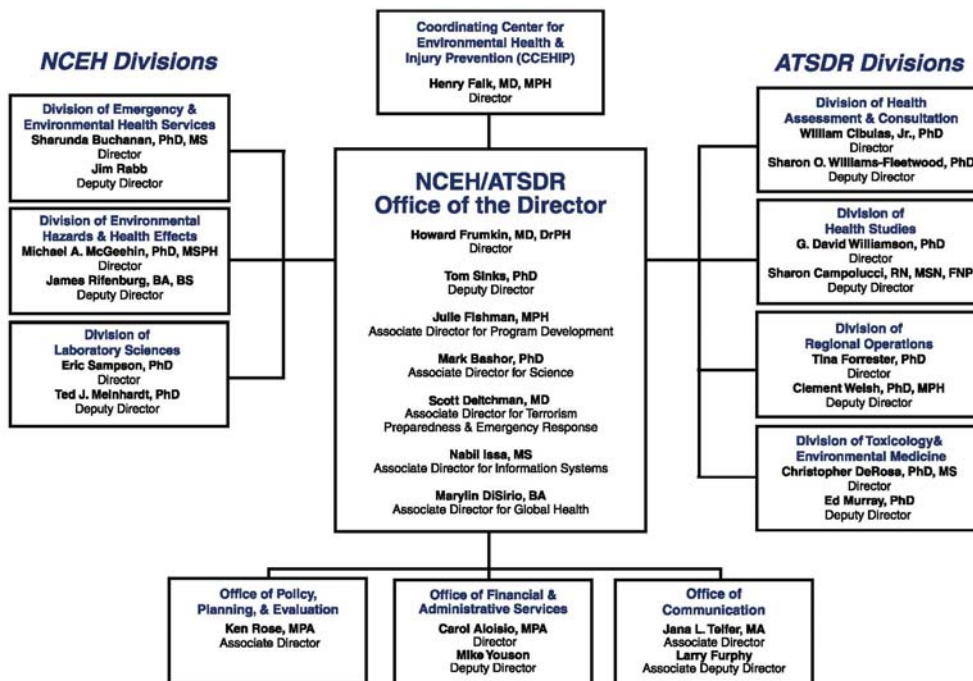 Coordinating Center for
Environmental Health &
Injury Prevention (CCEHIP)
Henry Falk, MD, MPH
Director
NCEH Divisions
Division of Emergency &
Environmental Health Services
Sharunda Buchanan, PhD, MS
Director
Jim Rabb
Deputy Director
Division of Environmental
Hazards & Health Effects
Michael A. McGeehin, PhD, MSPH
Director
James Rifenburg, BA, BS
Deputy Director
Division of
Laboratory Sciences
Eric Sampson, PhD
Director
Ted J. Meinhardt, PhD
Deputy Director
NCEH/ATSDR
Office of the Director
Howard Frumkin, MD, DrPH
Director
Tom Sinks, PhD
Deputy Director
Julie Fishman, MPH
Associate Director for Program Development
Mark Bashor, PhD
Associate Director for Science
Scott Deitchman, MD
Associate Director for Terrorism
Preparedness & Emergency Response
Nabil Issa, MS
Associate Director for Information Systems
Marylin DiSirio, BA
Associate Director for Global Health
ATSDR Divisions
Division of Health
Assessment & Consultation
William Cibulas, Jr., PhD
Director
Sharon O. Williams-Fleetwood, PhD
Deputy Director
Division of
Health Studies
G. David Williamson, PhD
Director
Sharon Campolucci, RN, MSN, FNP
Deputy Director
Division of
Regional Operations
Tina Forrester, PhD
Director
Clement Welsh, PhD, MPH
Deputy Director
Division of Toxicology&
Environmental Medicine
Christopher DeRosa, PhD, MS
Director
Ed Murray, PhD
Deputy Director
Office of Policy,
Planning, & Evaluation
Ken Rose, MPA
Associate Director
Office of Financial &
Administrative Services
Carol Aloisio, MPA
Director
Mike Youson
Deputy Director
Office of
Communication
Jana L. Telfer, MA
Associate Director
Larry Furphy
Associate Deputy Director